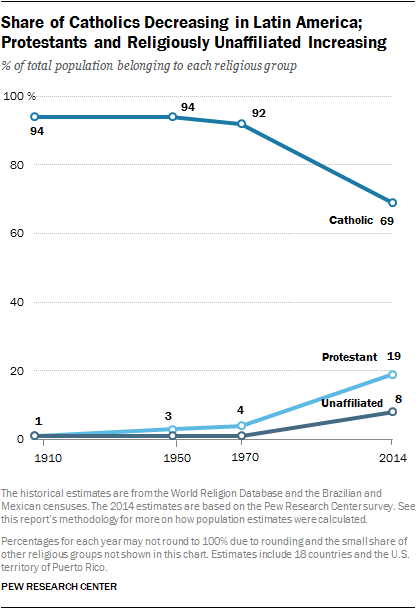 Share of Catholics Decreasing in Latin America;
Protestants and Religiously Unaffiliated Increasing
% of total population belonging to each religious group
100 %
94
94
92
80
Catholic 69
60
40
Protestant 19
20
Unaffiliated 8
1
3
4
0
1910
1950
1970
2014
The historical estimates are from the World Religion Database and the Brazilian and
Mexican censuses. The 2014 estimates are based on the Pew Research Center survey. See
this report's methodology for more on how population estimates were calculated.
Percentages for each year may not round to 100% due to rounding and the small share of
other religious groups not shown in this chart. Estimates include 18 countries and the U.S.
territory of Puerto Rico.
PEW RESEARCH CENTER